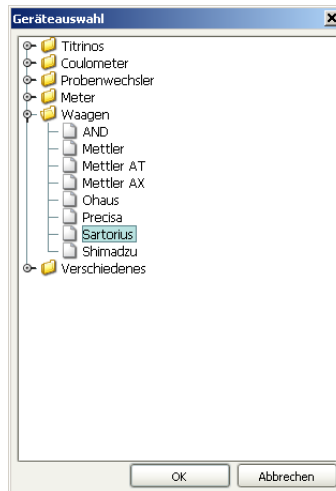 Geräteauswahl
Titrinos
Coulometer
Probenwechsler
Meter
Waagen
AND
Mettler
Mettler AT
Mettler AX
Ohaus
Precisa
Sartorius
Shimadzu
Verschiedenes
OK Abbrechen